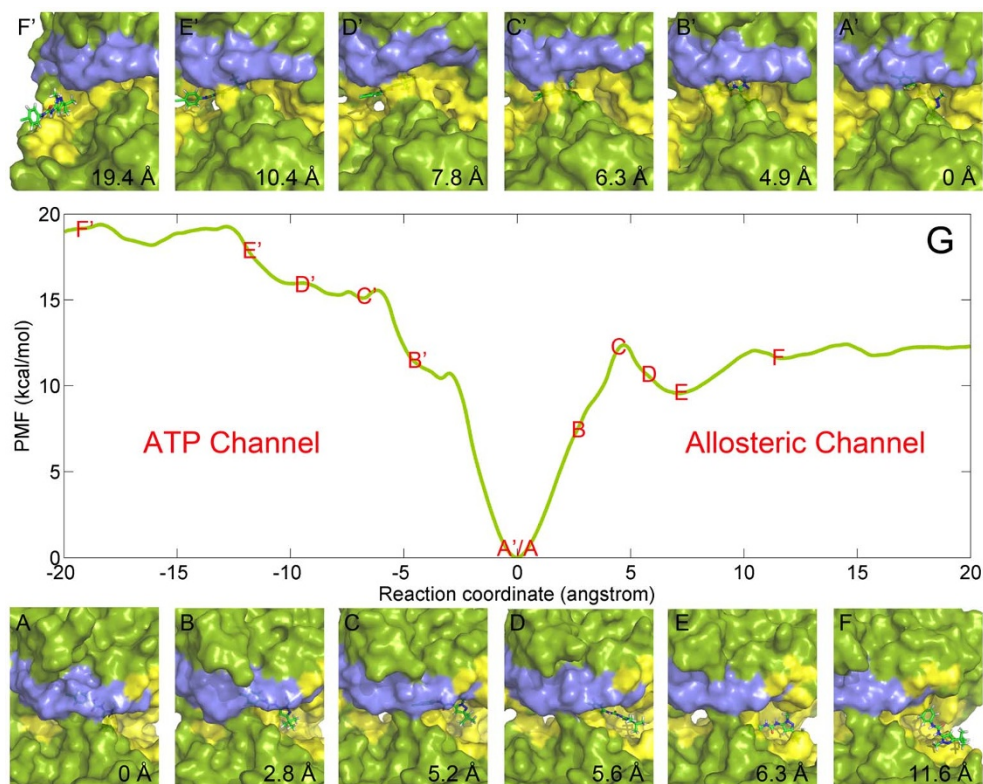 F' E' D' C' B' A'
19.4 Å 10.4 Å 7.8 Å 6.3 Å 4.9 Å 0 Å
20
15
10
5
0
PMF (kcal/mol)
G
F'
E'
D'
C'
B'
A'/A
B
C
D
E
F
ATP Channel
Allosteric Channel
-20 -15 -10 -5 0 5 10 15 20
Reaction coordinate (angstrom)
A B C D E F
0 Å 2.8 Å 5.2 Å 5.6 Å 6.3 Å 11.6 Å